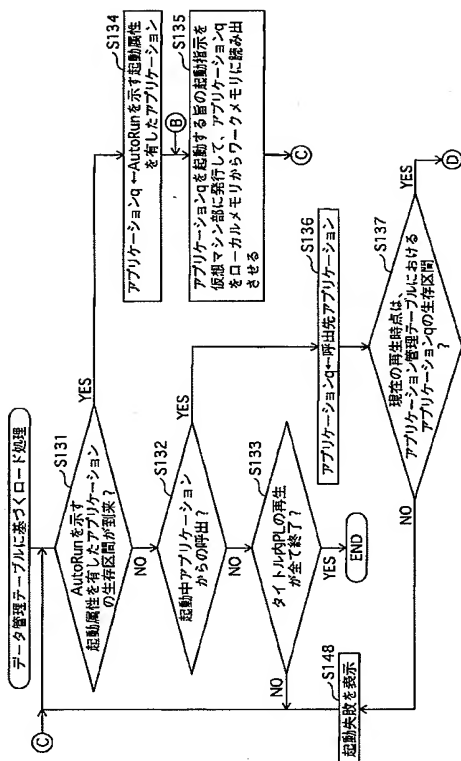 データ管理テーブルに基づくロード処理
C
S131
AutoRunを示す
起動属性を有したアプリケーション
の生存区間が到来?
YES
NO
S134
アプリケーションq←AutoRunを示す起動属性
を有したアプリケーション
B
S135
アプリケーションqを起動する旨の起動指示を
仮想マシン部に発行して、アプリケーションq
をローカルメモリからワークメモリに読み出
させる
C
S132
起動中アプリケーション
からの呼出?
YES
NO
S133
タイトル内PLの再生
が全て終了?
NO
YES
END
S136
アプリケーションq←呼出先アプリケーション
S137
現在の再生時点は、
アプリケーション管理テーブルにおける
アプリケーションqの生存区間
?
YES
D
NO
S148
起動失敗を表示